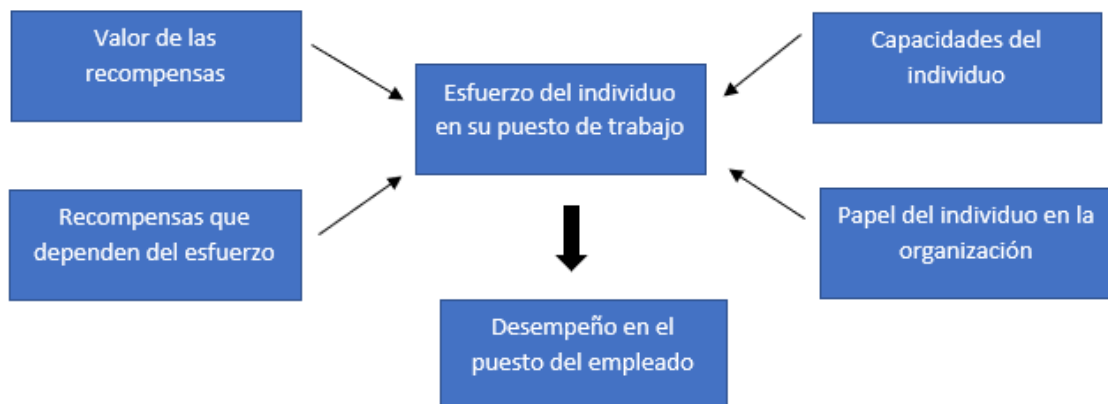 Valor de las
recompensas
Capacidades del
individuo
Esfuerzo del individuo
en su puesto de trabajo
Recompensas que
dependen del esfuerzo
Papel del individuo en la
organización
Desempeño en el
puesto del empleado